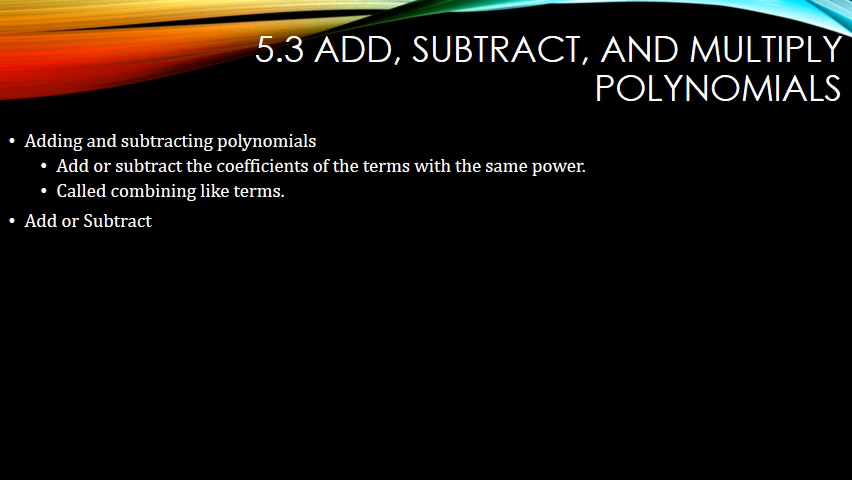 5.3 ADD, SUBTRACT, AND MULTIPLY
POLYNOMIALS
• Adding and subtracting polynomials
• Add or subtract the coefficients of the terms with the same power.
• Called combining like terms.
• Add or Subtract